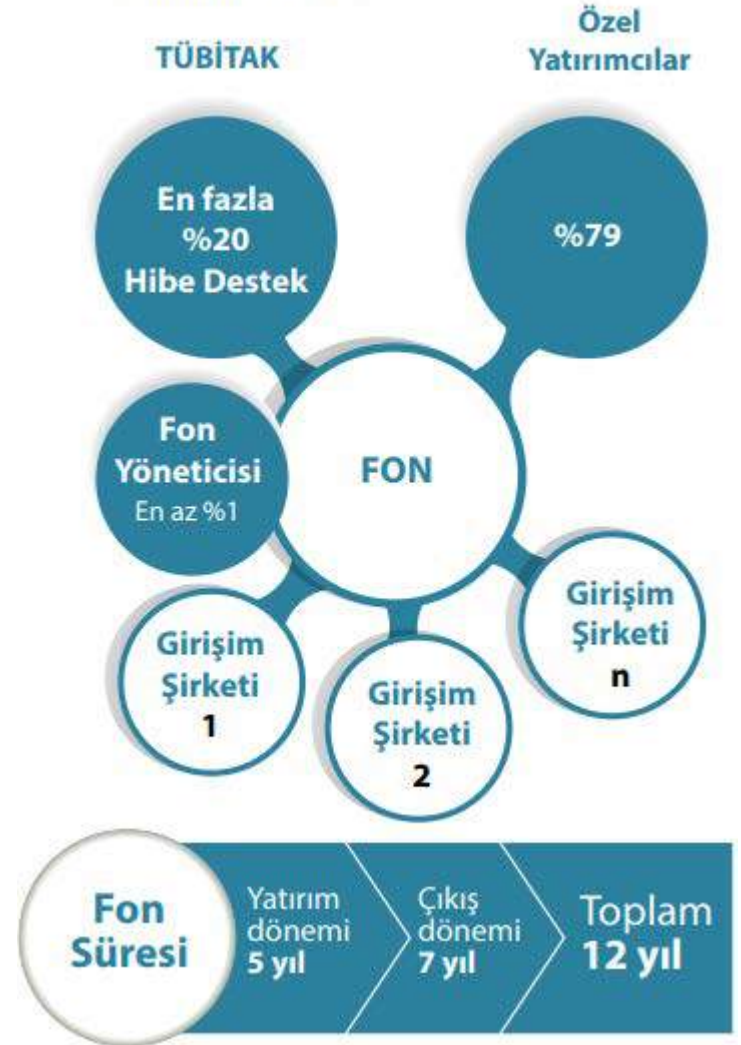 TÜBİTAK
Özel
Yatırımcılar
En fazla
%20
Hibe Destek
%79
Fon
Yöneticisi
En az %1
FON
Girişim
Şirketi
1
Girişim
Şirketi
2
Girişim
Şirketi
n
Fon
Süresi
Yatırım
dönemi
5 yıl
Çıkış
dönemi
7 yıl
Toplam
12 yıl